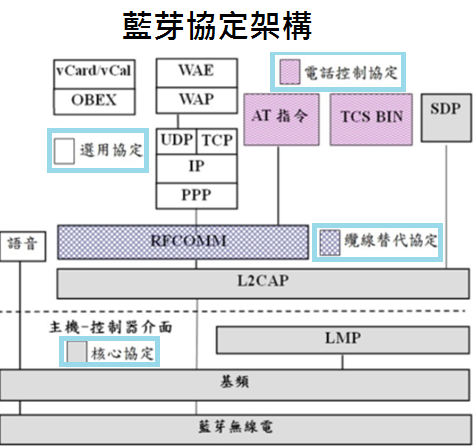 藍芽協定架構
vCard/vCal
OBEX
WAE
WAP
電話控制協定
AT 指令
TCS BIN
SDP
選用協定
UDP
TCP
IP
PPP
語音
RFCOMM
纜線替代協定
L2CAP
主機-控制器介面
核心協定
LMP
基頻
藍芽無線電